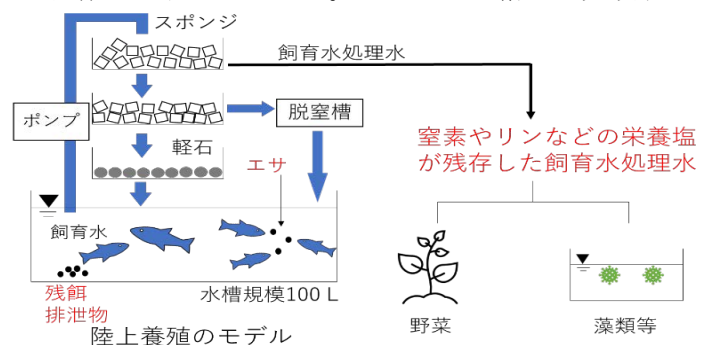 スポンジ
飼育水処理水
ポンプ
脱窒槽
軽石
エサ
窒素やリンなどの栄養塩
が残存した飼育水処理水
飼育水
残餌
排泄物
水槽規模100 L
野菜
藻類等
陸上養殖のモデル